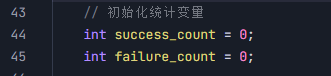 43 // 初始化统计变量
44 int success_count = 0;
45 int failure_count = 0;